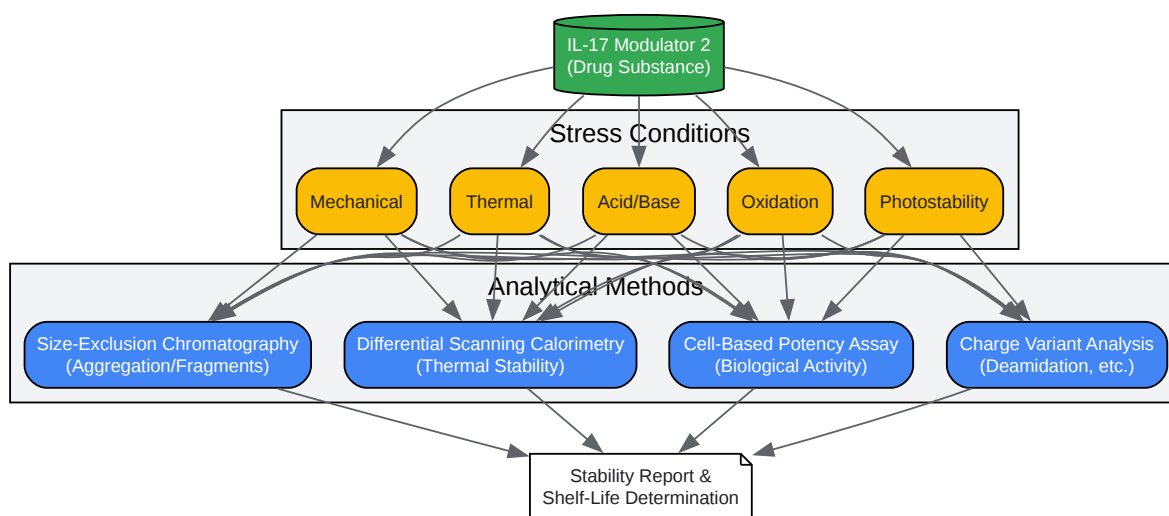 IL-17 Modulator 2
(Drug Substance)
Stress Conditions
Mechanical
Thermal
Acid/Base
Oxidation
Photostability
Analytical Methods
Size-Exclusion Chromatography
(Aggregation/Fragments)
Differential Scanning Calorimetry
(Thermal Stability)
Cell-Based Potency Assay
(Biological Activity)
Charge Variant Analysis
(Deamidation, etc.)
Stability Report &
Shelf-Life Determination